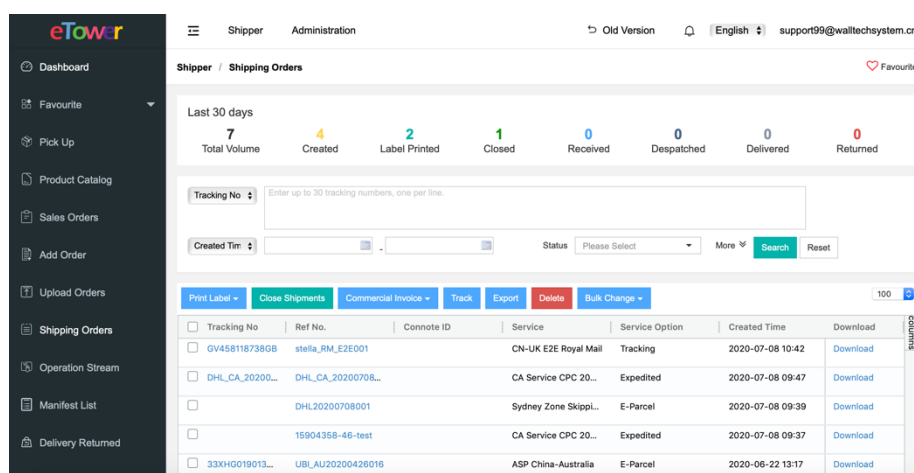 eTower
Shipper Administration Old Version English support99@walltechsystem.cn
Dashboard
Favourite
Pick Up
Product Catalog
Sales Orders
Add Order
Upload Orders
Shipping Orders
Operation Stream
Manifest List
Delivery Returned
Shipper / Shipping Orders Favourite
Last 30 days
7 4 2 1 0 0 0 0
Total Volume Created Label Printed Closed Received Despatched Delivered Returned
Tracking No Enter up to 30 tracking numbers, one per line.
Created Tim - Status Please Select More Search Reset
Print Label Close Shipments Commercial Invoice Track Export Delete Bulk Change 100
Tracking No Ref No. Connote ID Service Service Option Created Time Download columns
GV458118738GB stella_RM_E2E001 CN-UK E2E Royal Mail Tracking 2020-07-08 10:42 Download
DHL_CA_20200... DHL_CA_20200708... CA Service CPC 20... Expedited 2020-07-08 09:47 Download
DHL20200708001 Sydney Zone Skippi... E-Parcel 2020-07-08 09:39 Download
15904358-46-test CA Service CPC 20... Expedited 2020-07-08 09:37 Download
33XHG019013... UBI_AU20200426016 ASP China-Australia E-Parcel 2020-06-22 13:17 Download